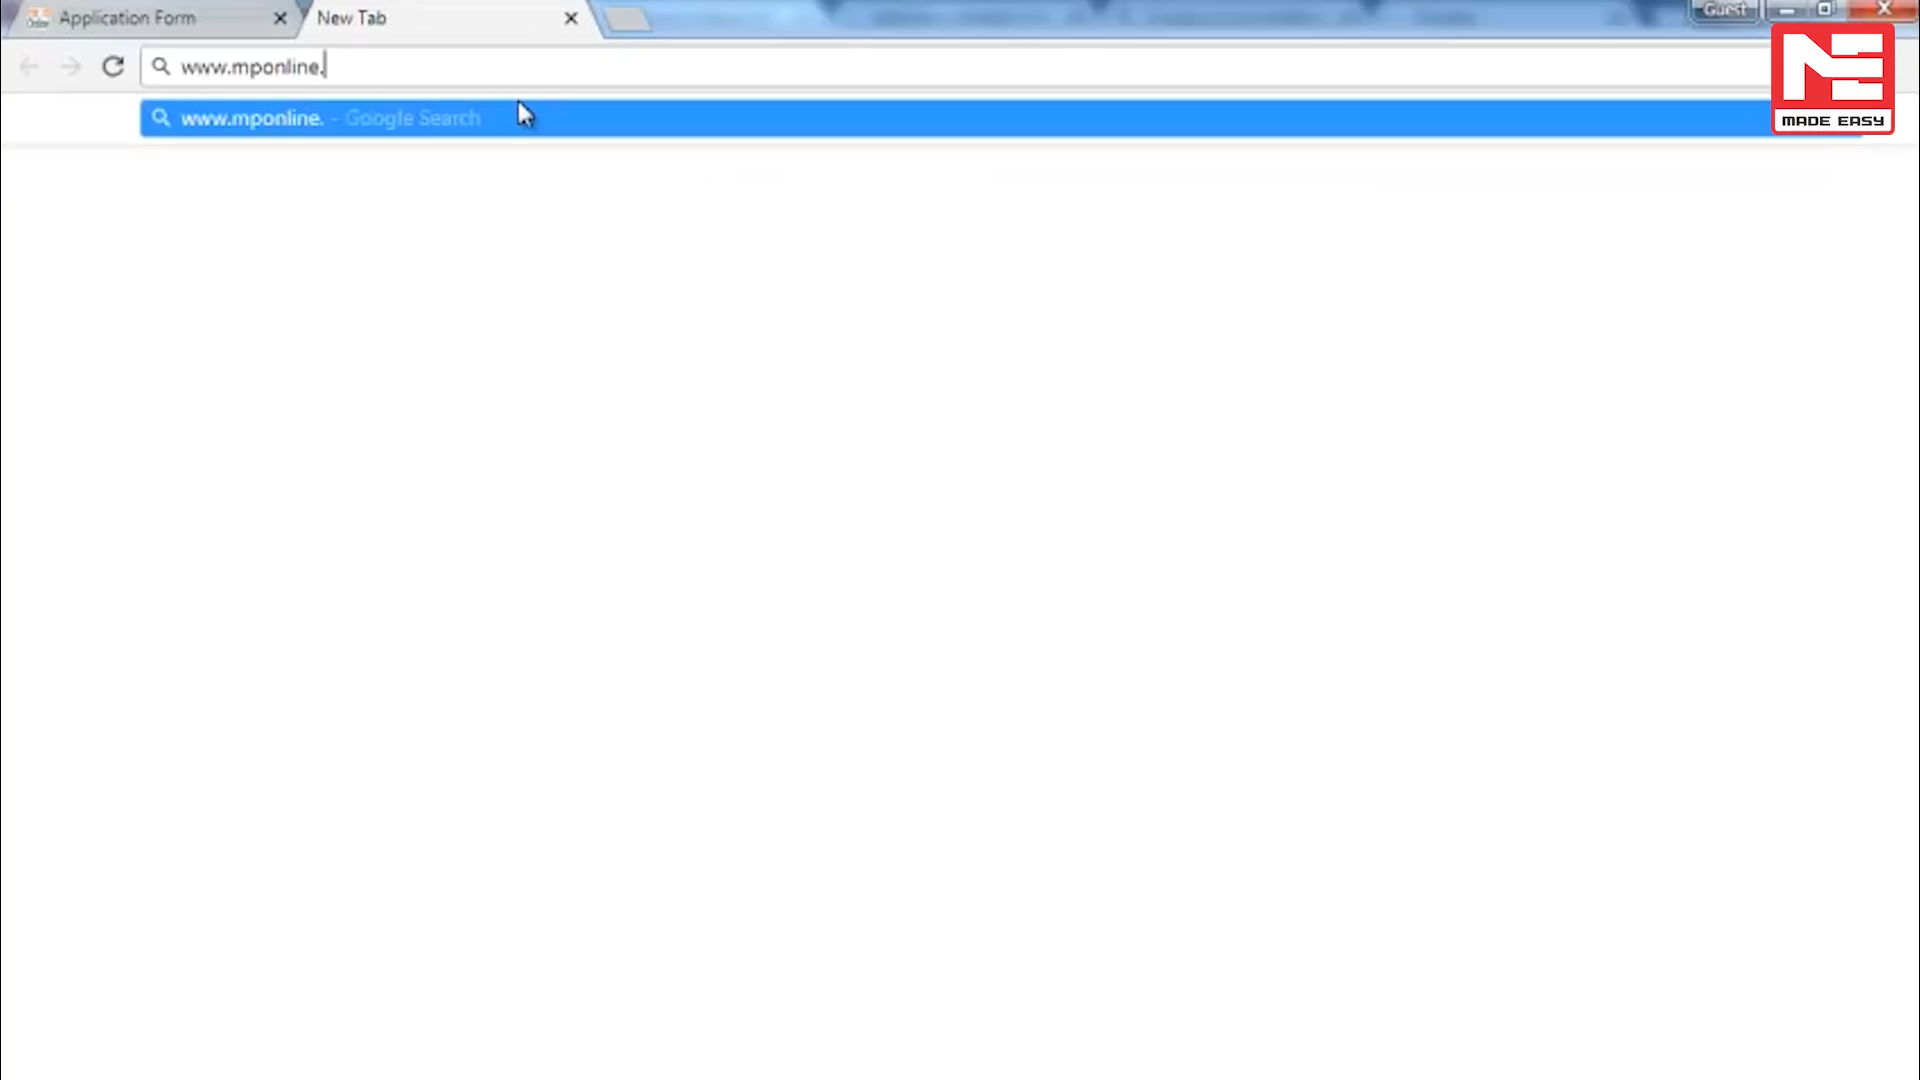 Application Form
New Tab
Guest
www.mponline.
www.mponline. - Google Search
MADE EASY